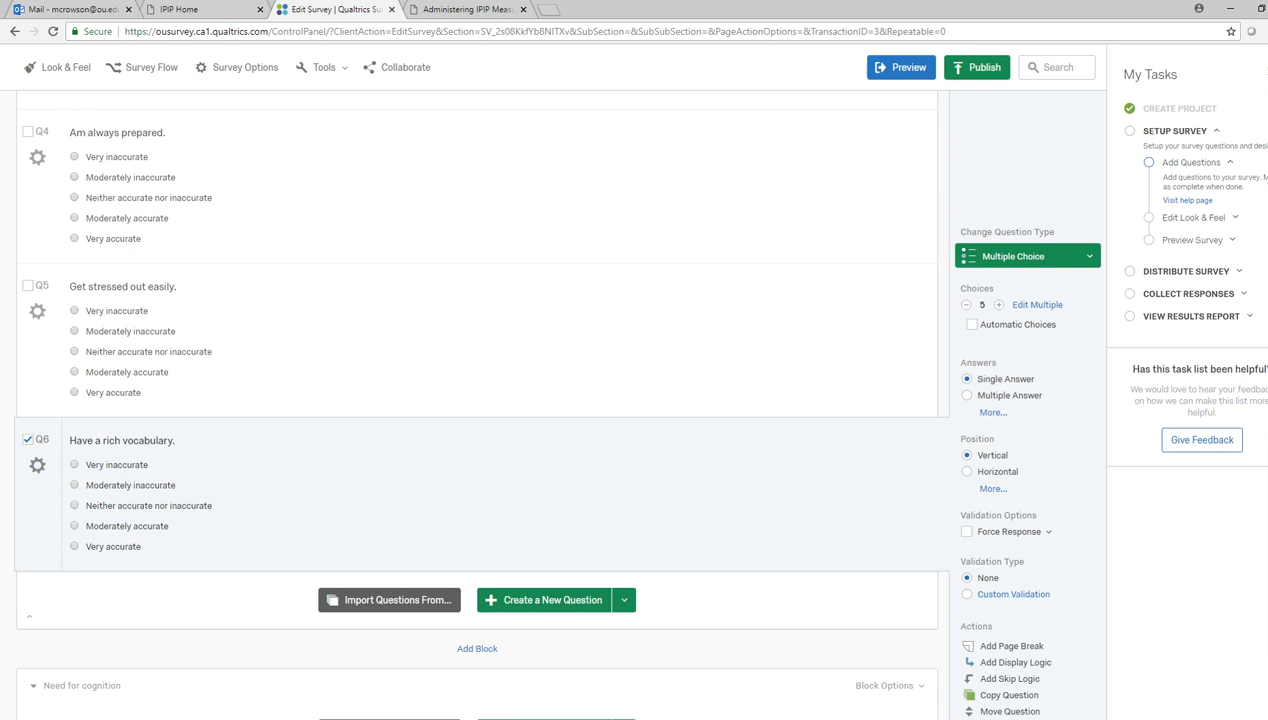 Mail - mcrowson@ou.ed
IPIP Home
Edit Survey | Qualtrics Su
Administering IPIP Meas
Secure
https://ousurvey.ca1.qualtrics.com/ControlPanel/?ClientAction=EditSurvey&Section=SV_2s08KkfYb8NITXv&SubSection=&SubSubSection=&PageActionOptions=&TransactionID=3&Repeatable=0
Look & Feel
Survey Flow
Survey Options
Tools
Collaborate
Preview
Publish
Search
Q4
Am always prepared.
Very inaccurate
Moderately inaccurate
Neither accurate nor inaccurate
Moderately accurate
Very accurate
Q5
Get stressed out easily.
Very inaccurate
Moderately inaccurate
Neither accurate nor inaccurate
Moderately accurate
Very accurate
Q6
Have a rich vocabulary.
Very inaccurate
Moderately inaccurate
Neither accurate nor inaccurate
Moderately accurate
Very accurate
Import Questions From...
Create a New Question
Add Block
Need for cognition
Block Options
Change Question Type
Multiple Choice
Choices
5
Edit Multiple
Automatic Choices
Answers
Single Answer
Multiple Answer
More...
Position
Vertical
Horizontal
More...
Validation Options
Force Response
Validation Type
None
Custom Validation
Actions
Add Page Break
Add Display Logic
Add Skip Logic
Copy Question
Move Question
My Tasks
CREATE PROJECT
SETUP SURVEY
Setup your survey questions and desi
Add Questions
Add questions to your survey. M
as complete when done.
Visit help page
Edit Look & Feel
Preview Survey
DISTRIBUTE SURVEY
COLLECT RESPONSES
VIEW RESULTS REPORT
Has this task list been helpful?
We would love to hear your feedbac
on how we can make this list more
helpful.
Give Feedback